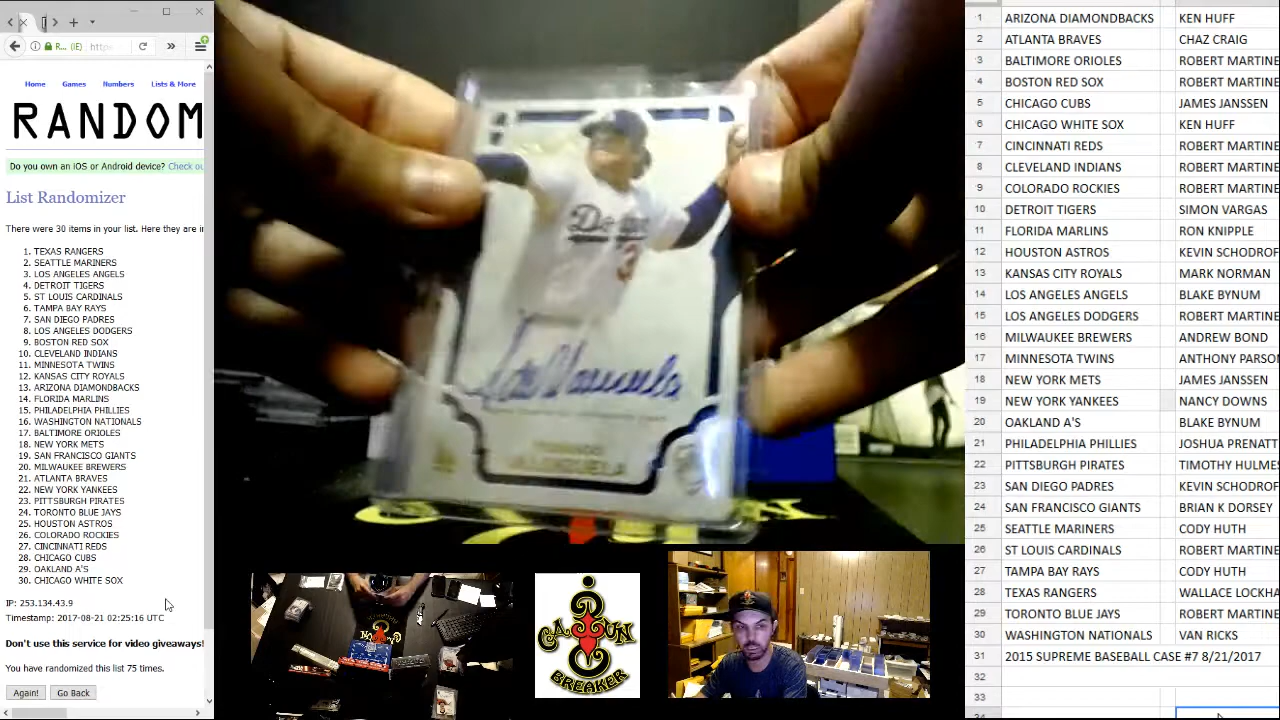 R... (IE) https:
Home Games Numbers Lists & More
RANDOM
Do you own an iOS or Android device? Check ou
List Randomizer
There were 30 items in your list. Here they are i
1. TEXAS RANGERS
2. SEATTLE MARINERS
3. LOS ANGELES ANGELS
4. DETROIT TIGERS
5. ST LOUIS CARDINALS
6. TAMPA BAY RAYS
7. SAN DIEGO PADRES
8. LOS ANGELES DODGERS
9. BOSTON RED SOX
10. CLEVELAND INDIANS
11. MINNESOTA TWINS
12. KANSAS CITY ROYALS
13. ARIZONA DIAMONDBACKS
14. FLORIDA MARLINS
15. PHILADELPHIA PHILLIES
16. WASHINGTON NATIONALS
17. BALTIMORE ORIOLES
18. NEW YORK METS
19. SAN FRANCISCO GIANTS
20. MILWAUKEE BREWERS
21. ATLANTA BRAVES
22. NEW YORK YANKEES
23. PITTSBURGH PIRATES
24. TORONTO BLUE JAYS
25. HOUSTON ASTROS
26. COLORADO ROCKIES
27. CINCINNATI REDS
28. CHICAGO CUBS
29. OAKLAND A'S
30. CHICAGO WHITE SOX
IP: 253.134.43.9
Timestamp: 2017-08-21 02:25:16 UTC
Don't use this service for video giveaways!
You have randomized this list 75 times.
Again! Go Back
3
CAJUN
BREAKER
1 ARIZONA DIAMONDBACKS KEN HUFF
2 ATLANTA BRAVES CHAZ CRAIG
3 BALTIMORE ORIOLES ROBERT MARTINE
4 BOSTON RED SOX ROBERT MARTINE
5 CHICAGO CUBS JAMES JANSSEN
6 CHICAGO WHITE SOX KEN HUFF
7 CINCINNATI REDS ROBERT MARTINE
8 CLEVELAND INDIANS ROBERT MARTINE
9 COLORADO ROCKIES ROBERT MARTINE
10 DETROIT TIGERS SIMON VARGAS
11 FLORIDA MARLINS RON KNIPPLE
12 HOUSTON ASTROS KEVIN SCHODROF
13 KANSAS CITY ROYALS MARK NORMAN
14 LOS ANGELES ANGELS BLAKE BYNUM
15 LOS ANGELES DODGERS ROBERT MARTINE
16 MILWAUKEE BREWERS ANDREW BOND
17 MINNESOTA TWINS ANTHONY PARSO
18 NEW YORK METS JAMES JANSSEN
19 NEW YORK YANKEES NANCY DOWNS
20 OAKLAND A'S BLAKE BYNUM
21 PHILADELPHIA PHILLIES JOSHUA PRENATT
22 PITTSBURGH PIRATES TIMOTHY HULME
23 SAN DIEGO PADRES KEVIN SCHODROF
24 SAN FRANCISCO GIANTS BRIAN K DORSEY
25 SEATTLE MARINERS CODY HUTH
26 ST LOUIS CARDINALS ROBERT MARTINE
27 TAMPA BAY RAYS CODY HUTH
28 TEXAS RANGERS WALLACE LOCKHA
29 TORONTO BLUE JAYS ROBERT MARTINE
30 WASHINGTON NATIONALS VAN RICKS
31 2015 SUPREME BASEBALL CASE #7 8/21/2017
32
33
34